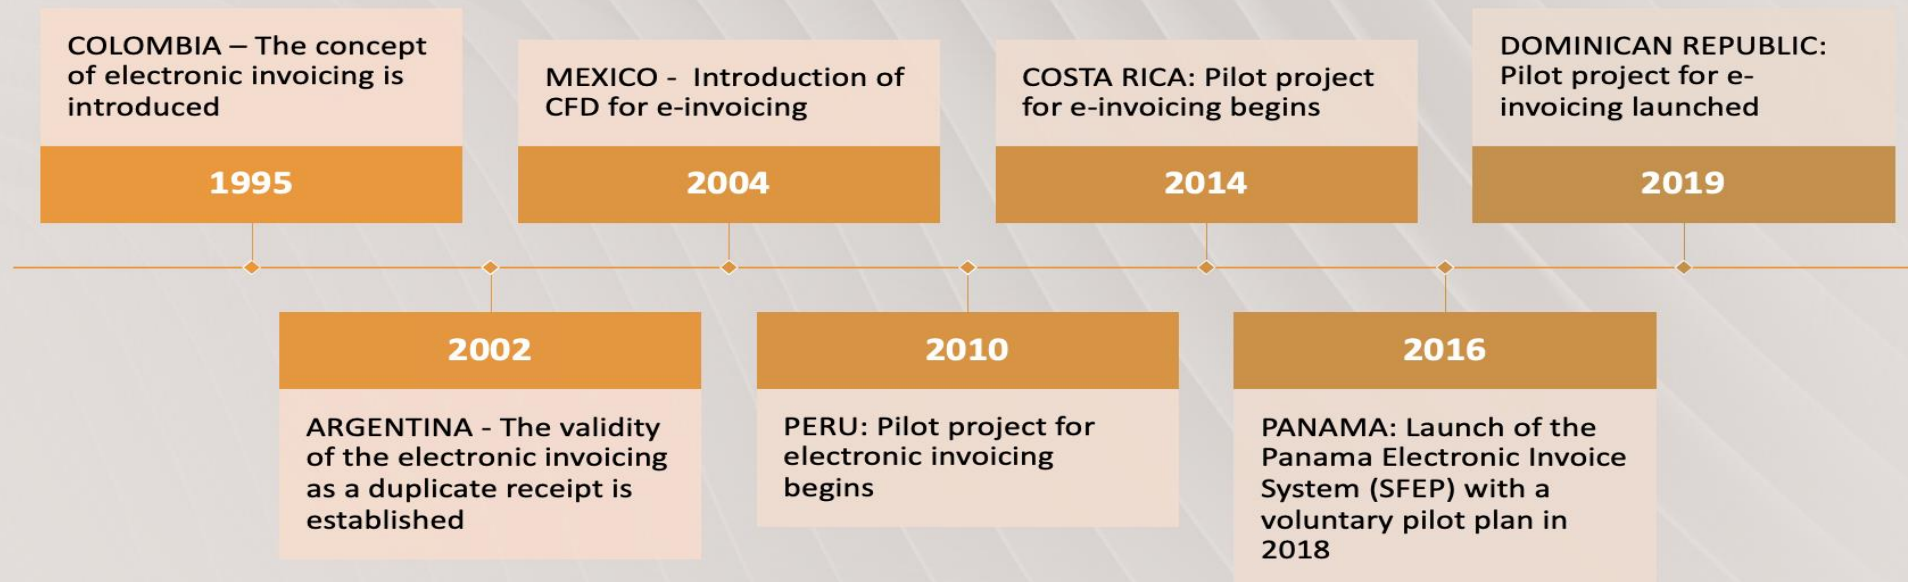 COLOMBIA – The concept
of electronic invoicing is
introduced
1995
2002
ARGENTINA - The validity
of the electronic invoicing
as a duplicate receipt is
established
MEXICO -  Introduction of
CFD for e-invoicing
2004
2010
PERU: Pilot project for
electronic invoicing
begins
COSTA RICA: Pilot project
for e-invoicing begins
2014
2016
PANAMA: Launch of the
Panama Electronic Invoice
System (SFEP) with a
voluntary pilot plan in
2018
DOMINICAN REPUBLIC:
Pilot project for e-
invoicing launched
2019